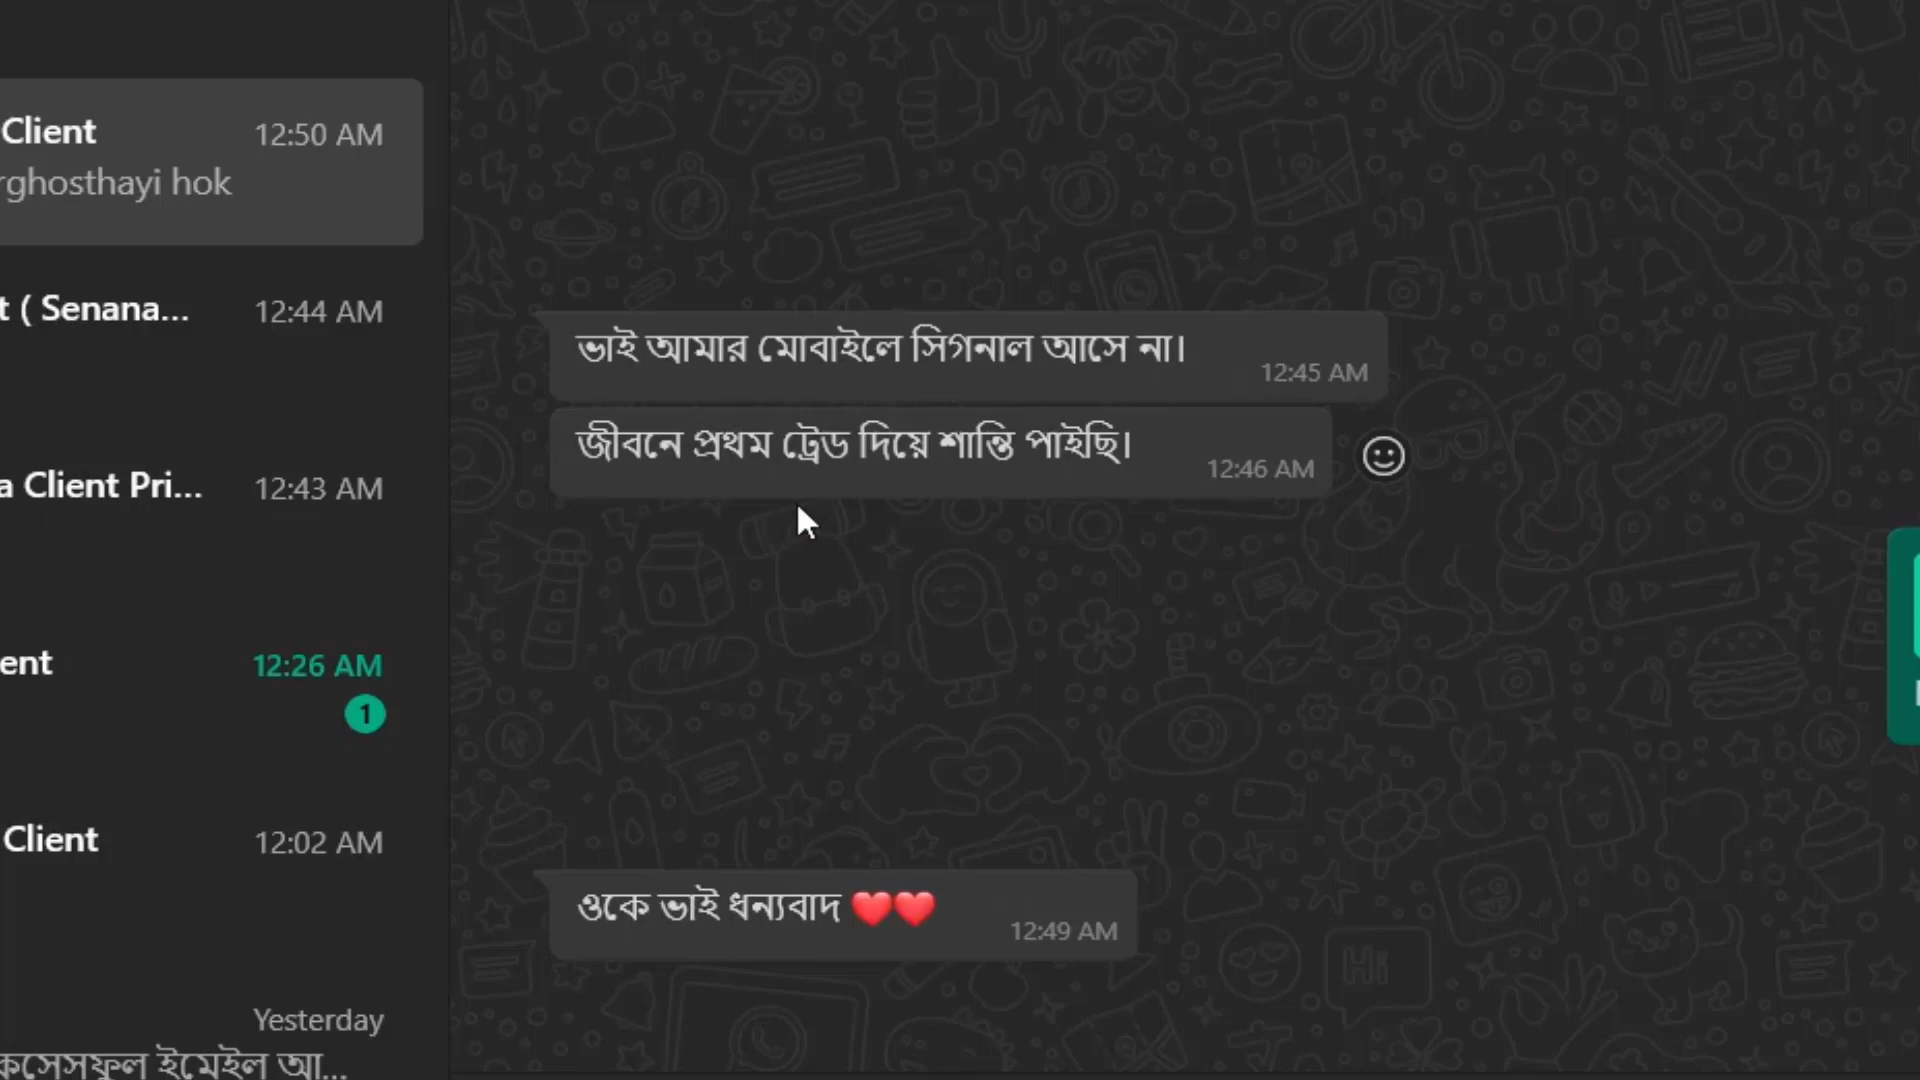 Client
12:50 AM
rghosthayi hok
t ( Senana...
12:44 AM
a Client Pri...
12:43 AM
ent
12:26 AM
1
Client
12:02 AM
Yesterday
কসেসফুল ইমেইল আ...
ভাই আমার মোবাইলে সিগনাল আসে না।
12:45 AM
জীবনে প্রথম ট্রেড দিয়ে শান্তি পাইছি।
12:46 AM
ওকে ভাই ধন্যবাদ ❤️❤️
12:49 AM